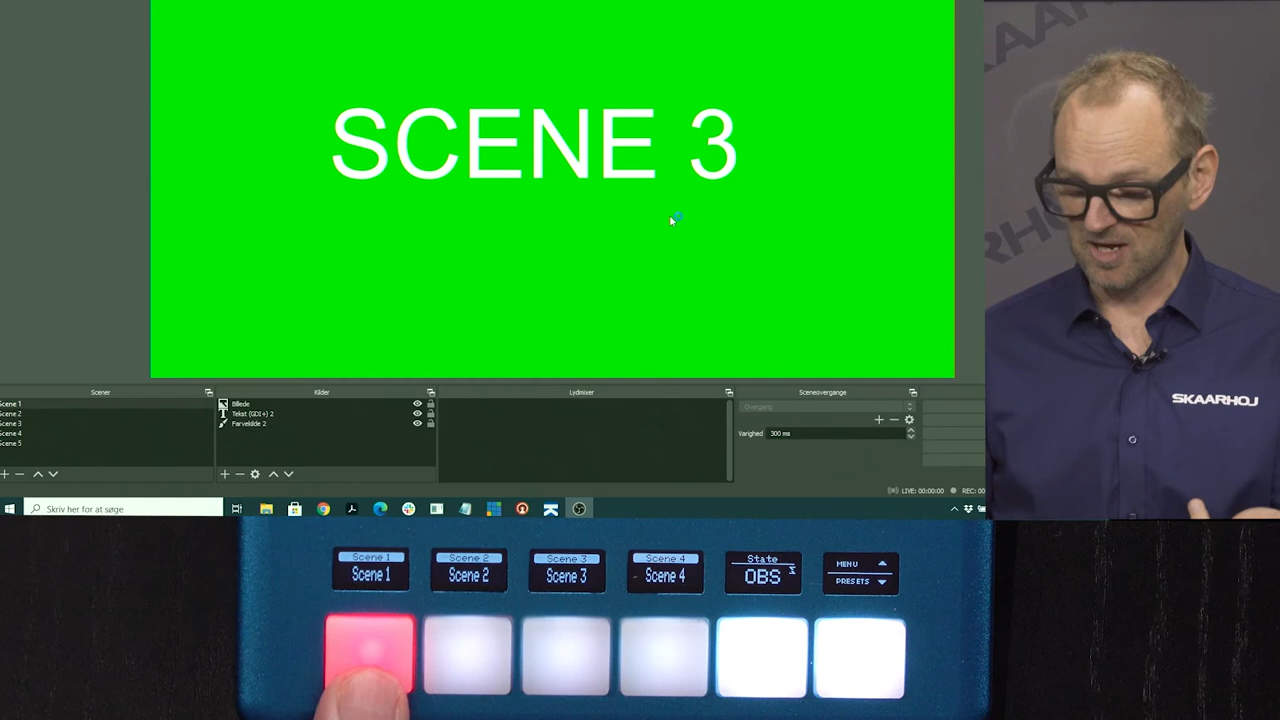 SCENE 3
SKAARHOJ
Scener
Kilder
Lydmixer
Sceneovergange
Scene 1
Scene 2
Scene 3
Scene 4
Scene 5
Billede
Tekst (GDI+) 2
Farvekilde 2
Overgang
Varighed 300 ms
LIVE: 00:00:00
REC: 00
Skriv her for at søge
Scene 1
Scene 1
Scene 2
Scene 2
Scene 3
Scene 3
Scene 4
Scene 4
State
OBS
MENU
PRESETS